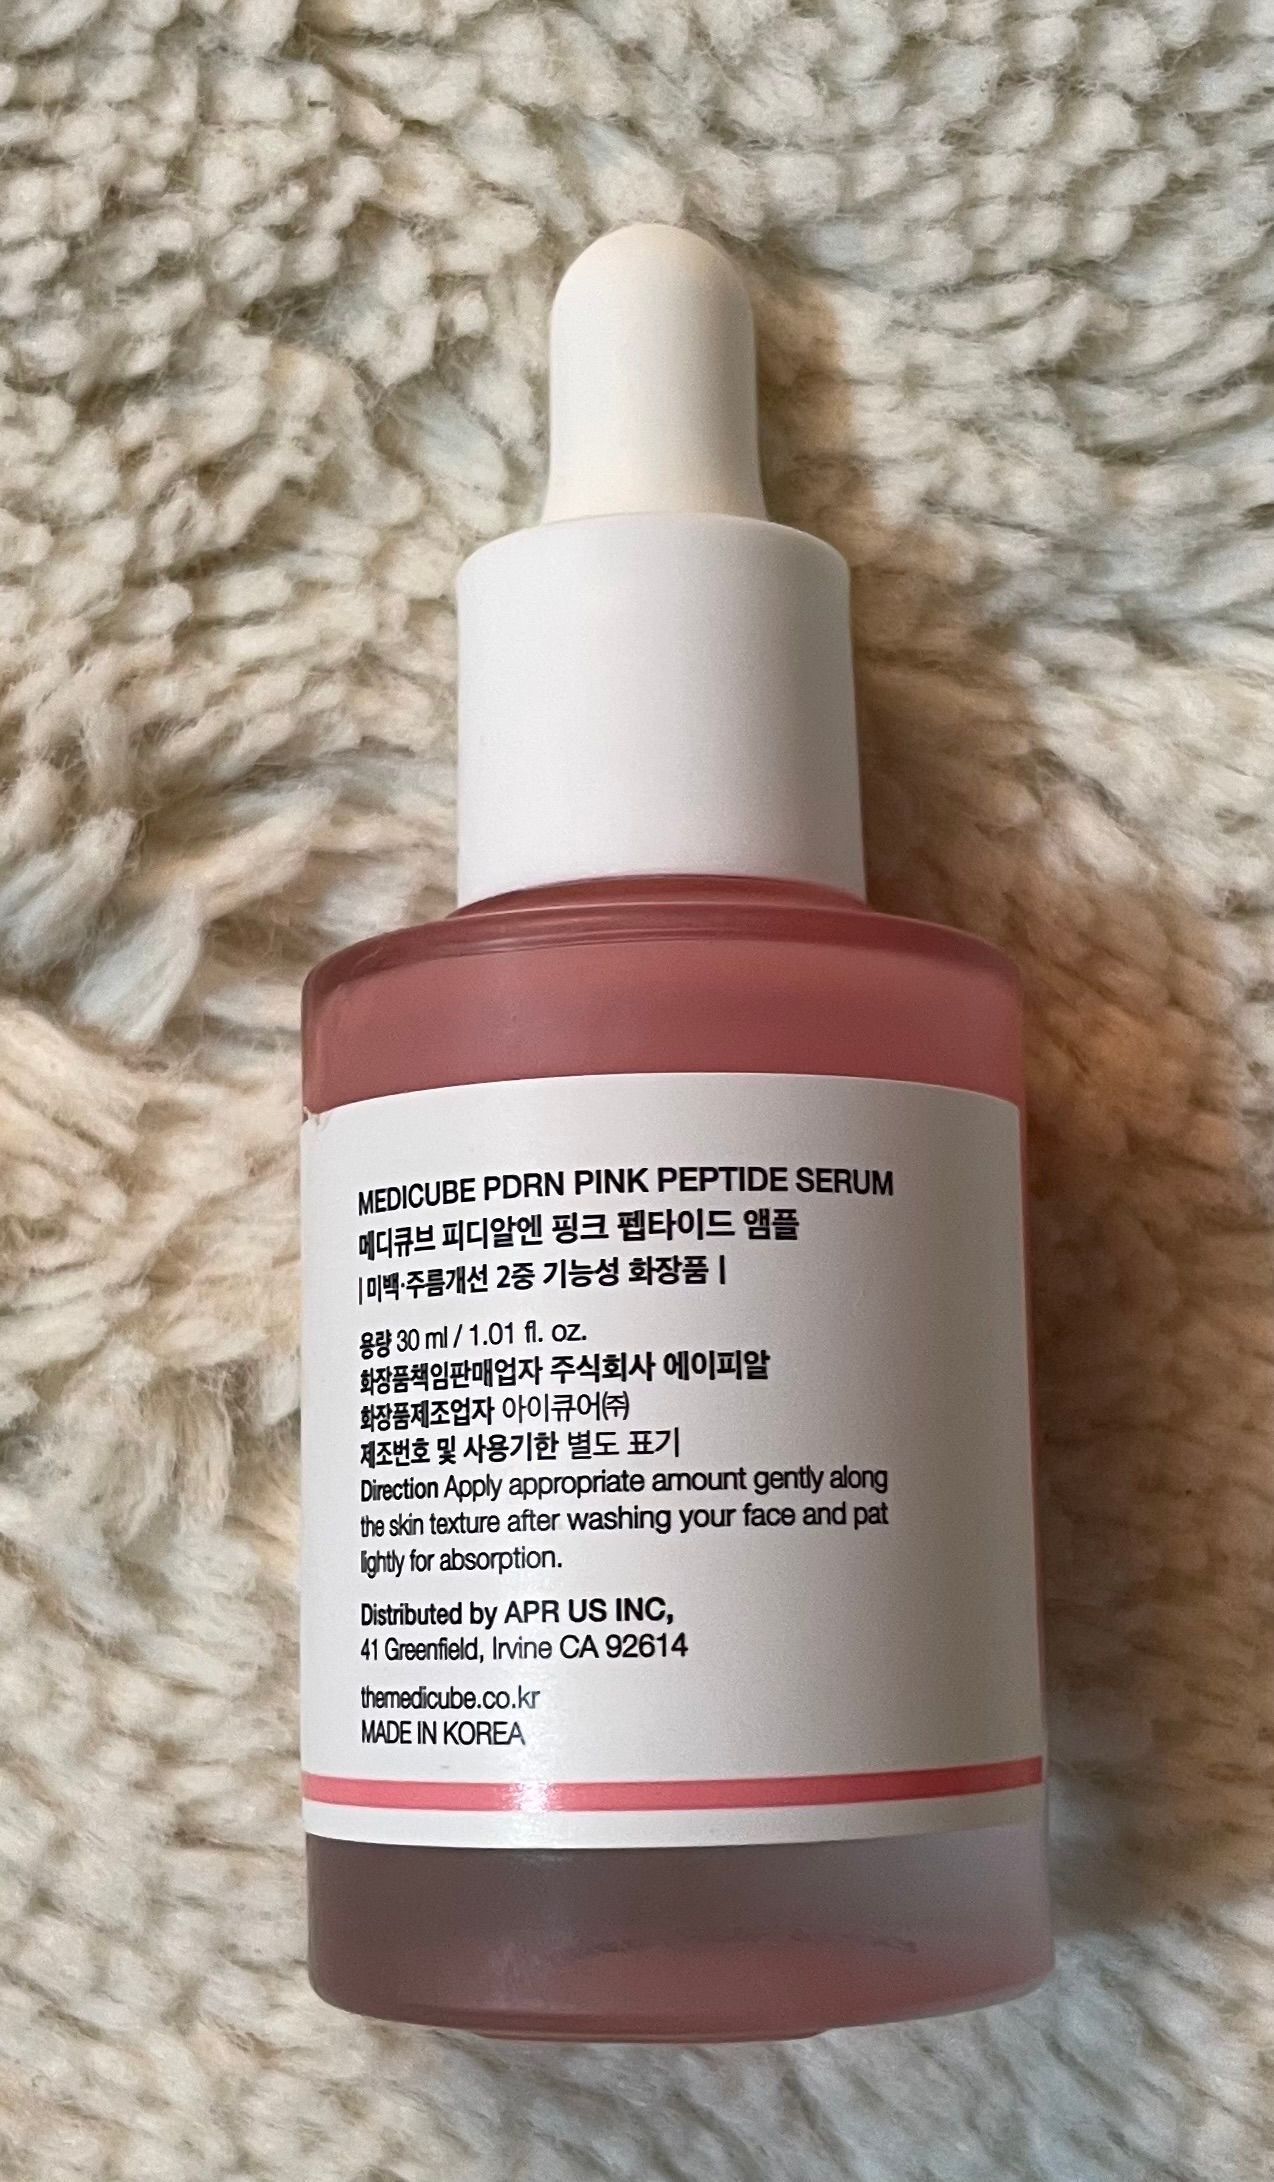 MEDICUBE PDRN PINK PEPTIDE SERUM
메디큐브 피디알엔 핑크 펩타이드 앰플
| 미백·주름개선 2중 기능성 화장품 |
용량 30 ml / 1.01 fl. oz.
화장품책임판매업자 주식회사 에이피알
화장품제조업자 아이큐어㈜
제조번호 및 사용기한 별도 표기
Direction Apply appropriate amount gently along
the skin texture after washing your face and pat
lightly for absorption.
Distributed by APR US INC,
41 Greenfield, Irvine CA 92614
themedicube.co.kr
MADE IN KOREA